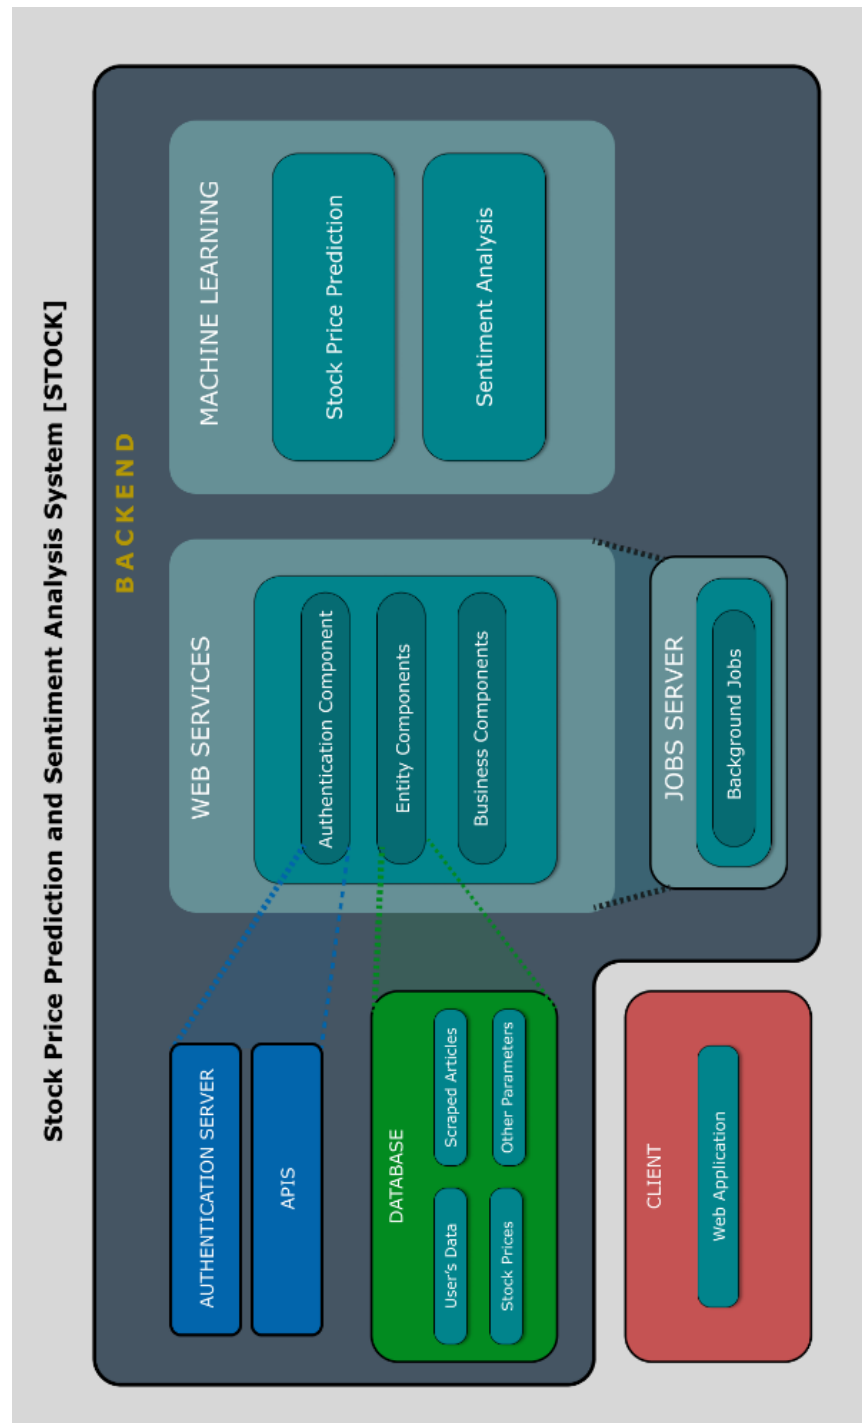 Stock Price Prediction and Sentiment Analysis System [STOCK]
BACKEND
AUTHENTICATION SERVER
APIS
DATABASE
User's Data
Scraped Articles
Stock Prices
Other Parameters
WEB SERVICES
Authentication Component
Entity Components
Business Components
MACHINE LEARNING
Stock Price Prediction
Sentiment Analysis
CLIENT
Web Application
JOBS SERVER
Background Jobs